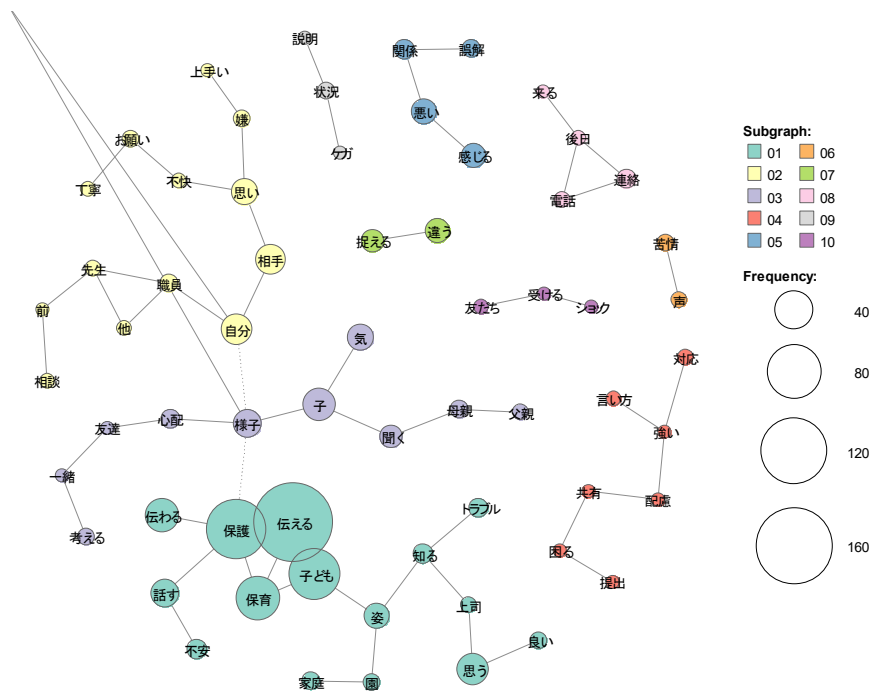 説明
関係
誤解
上手い
状況
来る
悪い
嫌
お願い
後日
ケガ
感じる
不快
丁寧
思い
連絡
電話
捉える
違う
苦情
相手
先生
職員
友だち
受ける
ショック
声
前
他
自分
気
対応
相談
言い方
子
母親
父親
心配
様子
友達
聞く
強い
一緒
共有
配慮
考える
伝わる
保護
伝える
トラブル
困る
知る
子ども
提出
話す
保育
上司
姿
不安
良い
思う
家庭
園
Subgraph:
01 06
02 07
03 08
04 09
05 10
Frequency:
40
80
120
160